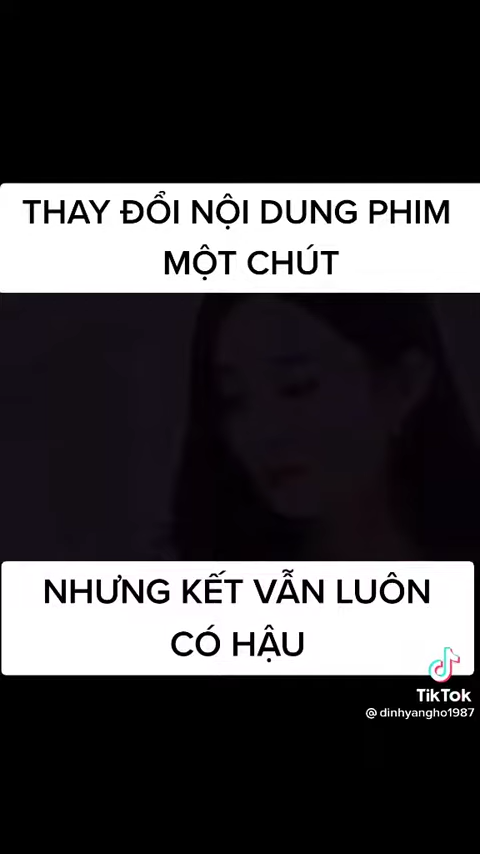 THAY ĐỔI NỘI DUNG PHIM
MỘT CHÚT
NHƯNG KẾT VẪN LUÔN
CÓ HẬU
TikTok
@dinhyangho1987